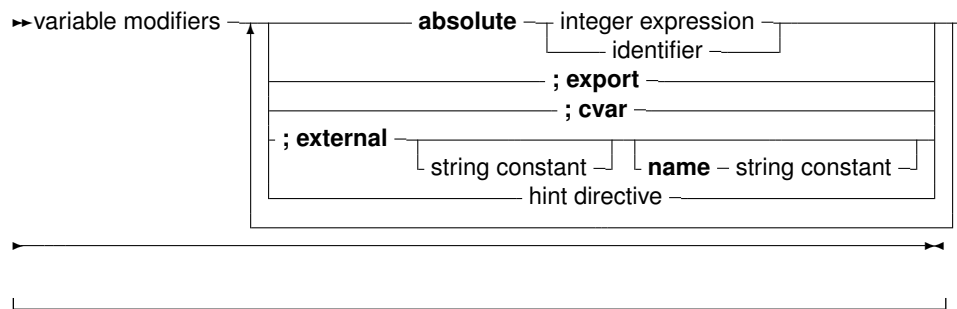 variable modifiers absolute integer expression
identifier
; export
; cvar
; external
string constant name string constant
hint directive